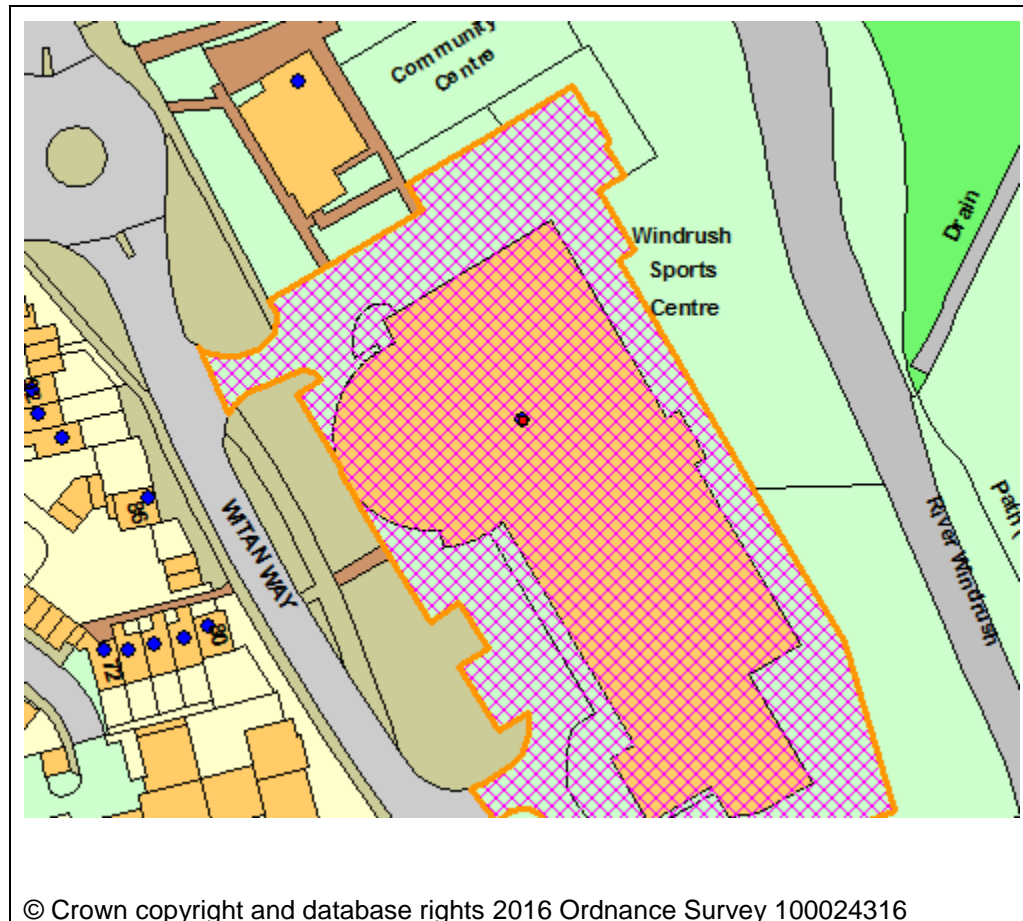 Community
Centre
Windrush
Sports
Centre
Drain
Path
River Windrush
WITAN WAY
86
80
72
© Crown copyright and database rights 2016 Ordnance Survey 100024316